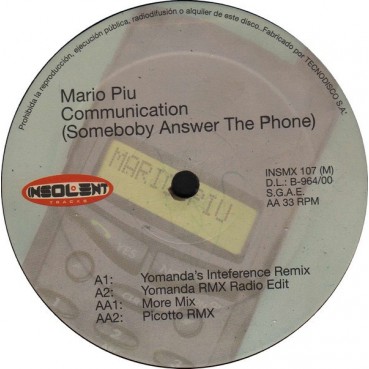 Prohibida la reproducción, ejecución pública, radiodifusión o alquiler de este disco..Fabricado por TECNODISCO S.A.
Mario Piu
Communication
(Someboby Answer The Phone)
MARIO PIU
INSOLENT
TRACKS
INSMX 107 (M)
D.L.: B-964/00
S.G.A.E.
AA 33 RPM
A1: Yomanda's Inteference Remix
A2: Yomanda RMX Radio Edit
AA1: More Mix
AA2: Picotto RMX